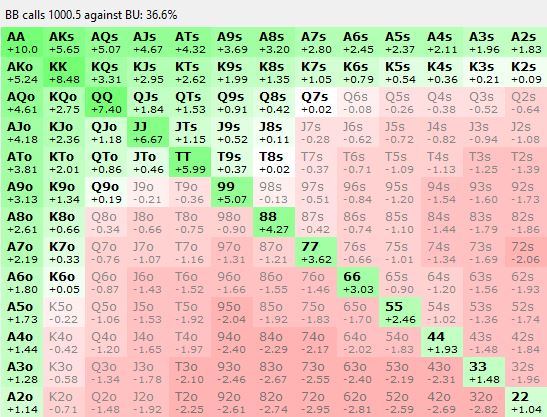 BB calls 1000.5 against BU: 36.6%
AA AKs AQs AJs ATs A9s A8s A7s A6s A5s A4s A3s A2s
+10.0 +5.65 +5.07 +4.67 +4.32 +3.69 +3.20 +2.80 +2.45 +2.37 +2.11 +1.96 +1.83
AKo KK KQs KJs KTs K9s K8s K7s K6s K5s K4s K3s K2s
+5.24 +8.48 +3.31 +2.95 +2.62 +1.99 +1.35 +1.05 +0.79 +0.54 +0.36 +0.21 +0.09
AQo KQo QQ QJs QTs Q9s Q8s Q7s Q6s Q5s Q4s Q3s Q2s
+4.61 +2.75 +7.40 +1.84 +1.53 +0.91 +0.42 +0.02 -0.08 -0.26 -0.38 -0.52 -0.64
AJo KJo QJo JJ JTs J9s J8s J7s J6s J5s J4s J3s J2s
+4.18 +2.36 +1.18 +6.67 +1.15 +0.52 +0.11 -0.28 -0.62 -0.72 -0.82 -0.94 -1.08
ATo KTo QTo JTo TT T9s T8s T7s T6s T5s T4s T3s T2s
+3.81 +2.01 +0.86 +0.46 +5.99 +0.37 +0.02 -0.37 -0.71 -1.09 -1.13 -1.25 -1.39
A9o K9o Q9o J9o T9o 99 98s 97s 96s 95s 94s 93s 92s
+3.13 +1.34 +0.19 -0.21 -0.36 +5.07 -0.13 -0.51 -0.84 -1.20 -1.54 -1.60 -1.73
A8o K8o Q8o J8o T8o 98o 88 87s 86s 85s 84s 83s 82s
+2.61 +0.66 -0.34 -0.66 -0.75 -0.90 +4.27 -0.42 -0.74 -1.10 -1.44 -1.79 -1.86
A7o K7o Q7o J7o T7o 97o 87o 77 76s 75s 74s 73s 72s
+2.19 +0.33 -0.76 -1.07 -1.16 -1.31 -1.21 +3.62 -0.66 -1.01 -1.34 -1.69 -2.06
A6o K6o Q6o J6o T6o 96o 86o 76o 66 65s 64s 63s 62s
+1.80 +0.05 -0.87 -1.43 -1.52 -1.66 -1.55 -1.46 +3.03 -0.90 -1.20 -1.56 -1.93
A5o K5o Q5o J5o T5o 95o 85o 75o 65o 55 54s 53s 52s
+1.73 -0.22 -1.06 -1.53 -1.92 -2.04 -1.92 -1.83 -1.70 +2.46 -1.02 -1.36 -1.74
A4o K4o Q4o J4o T4o 94o 84o 74o 64o 54o 44 43s 42s
+1.44 -0.42 -1.20 -1.65 -1.97 -2.40 -2.29 -2.17 -2.02 -1.83 +1.93 -1.48 -1.84
A3o K3o Q3o J3o T3o 93o 83o 73o 63o 53o 43o 33 32s
+1.28 -0.58 -1.34 -1.78 -2.10 -2.46 -2.67 -2.55 -2.40 -2.19 -2.31 +1.48 -1.96
A2o K2o Q2o J2o T2o 92o 82o 72o 62o 52o 42o 32o 22
+1.14 -0.71 -1.48 -1.92 -2.25 -2.61 -2.74 -2.95 -2.81 -2.59 -2.69 -2.82 +1.04